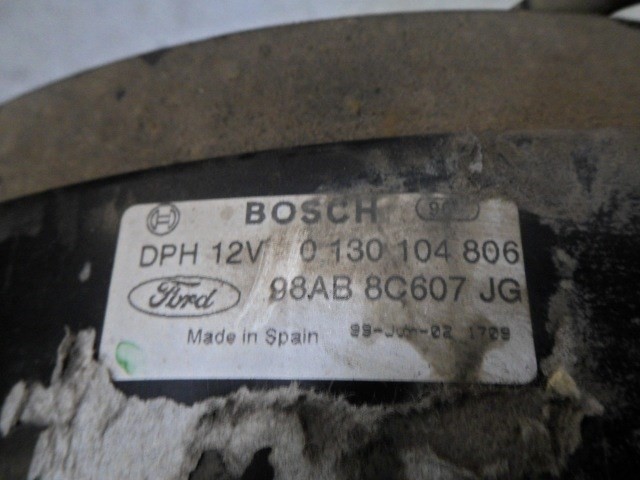 BOSCH
DPH 12V 0 130 104 806
Ford 98AB 8C607 JG
Made in Spain